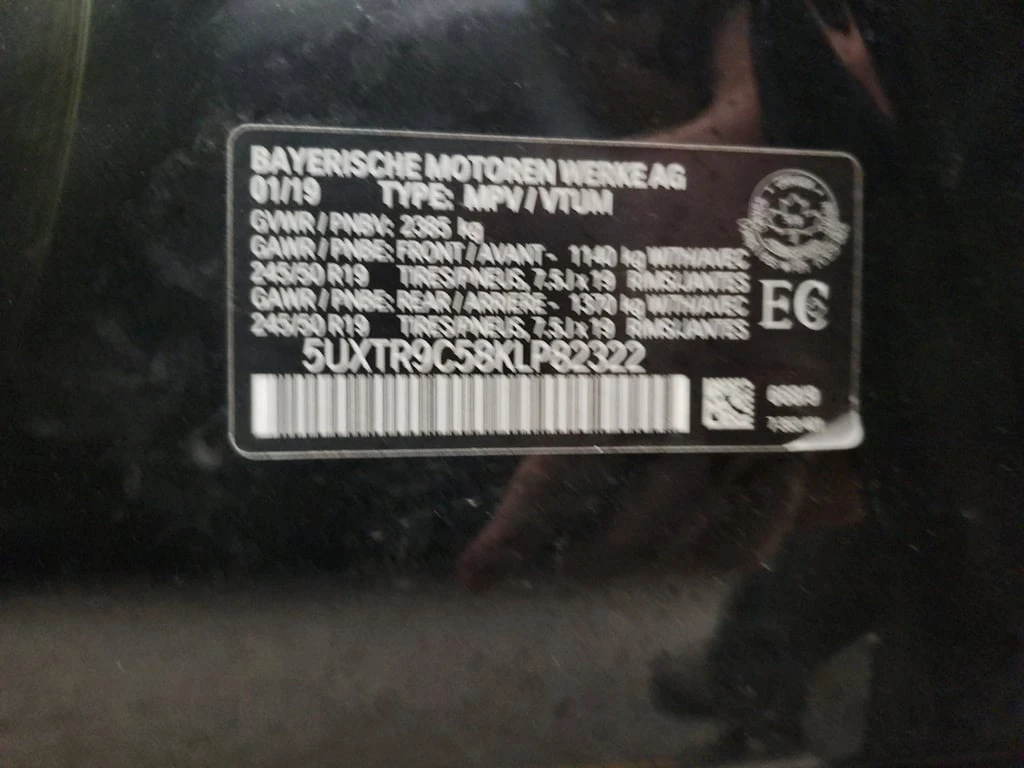 BAYERISCHE MOTOREN WERKE AG
01/19 TYPE: MPV / VTUM
GVWR / PNBV: 2385 kg
GAWR / PNBE: FRONT / AVANT - 1140 kg WITH/AVEC
245/50 R19 TIRES/PNEUS, 7.5J x 19 RIMS/JANTES
GAWR / PNBE: REAR / ARRIERE - 1370 kg WITH/AVEC
245/50 R19 TIRES/PNEUS, 7.5J x 19 RIMS/JANTES
EC
5UXTR9C58KLP82322